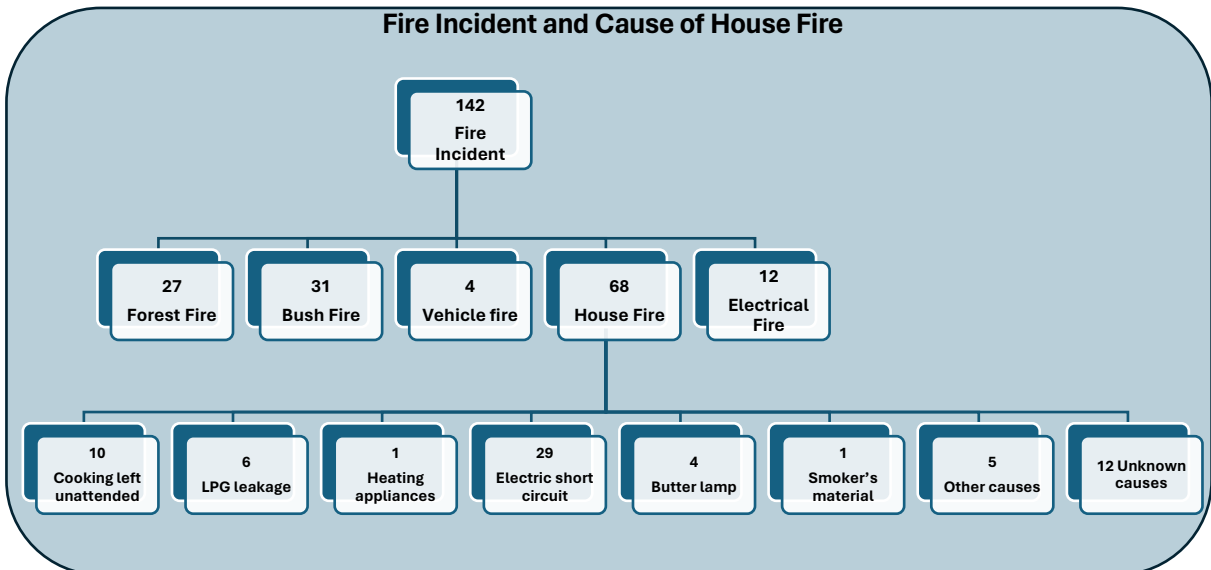 Fire Incident and Cause of House Fire
142
Fire
Incident
27
Forest Fire
31
Bush Fire
4
Vehicle fire
68
House Fire
12
Electrical
Fire
10
Cooking left
unattended
6
LPG leakage
1
Heating
appliances
29
Electric short
circuit
4
Butter lamp
1
Smoker’s
material
5
Other causes
12 Unknown
causes